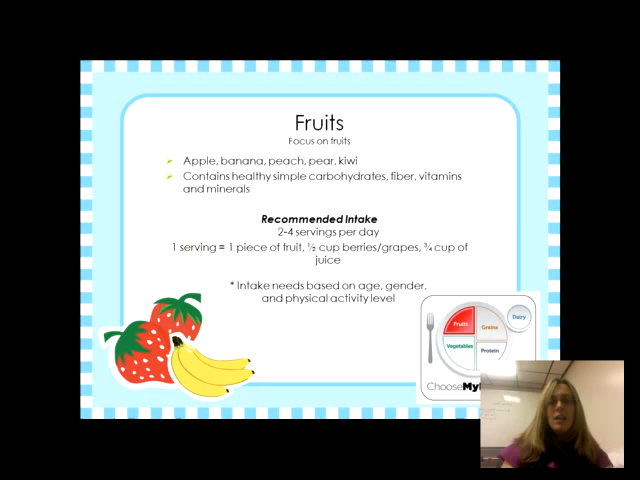 Fruits
Focus on fruits
Apple, banana, peach, pear, kiwi
Contains healthy simple carbohydrates, fiber, vitamins
and minerals
Recommended Intake
2-4 servings per day
1 serving = 1 piece of fruit, ½ cup berries/grapes, ¾ cup of
juice
* Intake needs based on age, gender,
and physical activity level
Dairy
Fruits
Grains
Vegetables
Protein